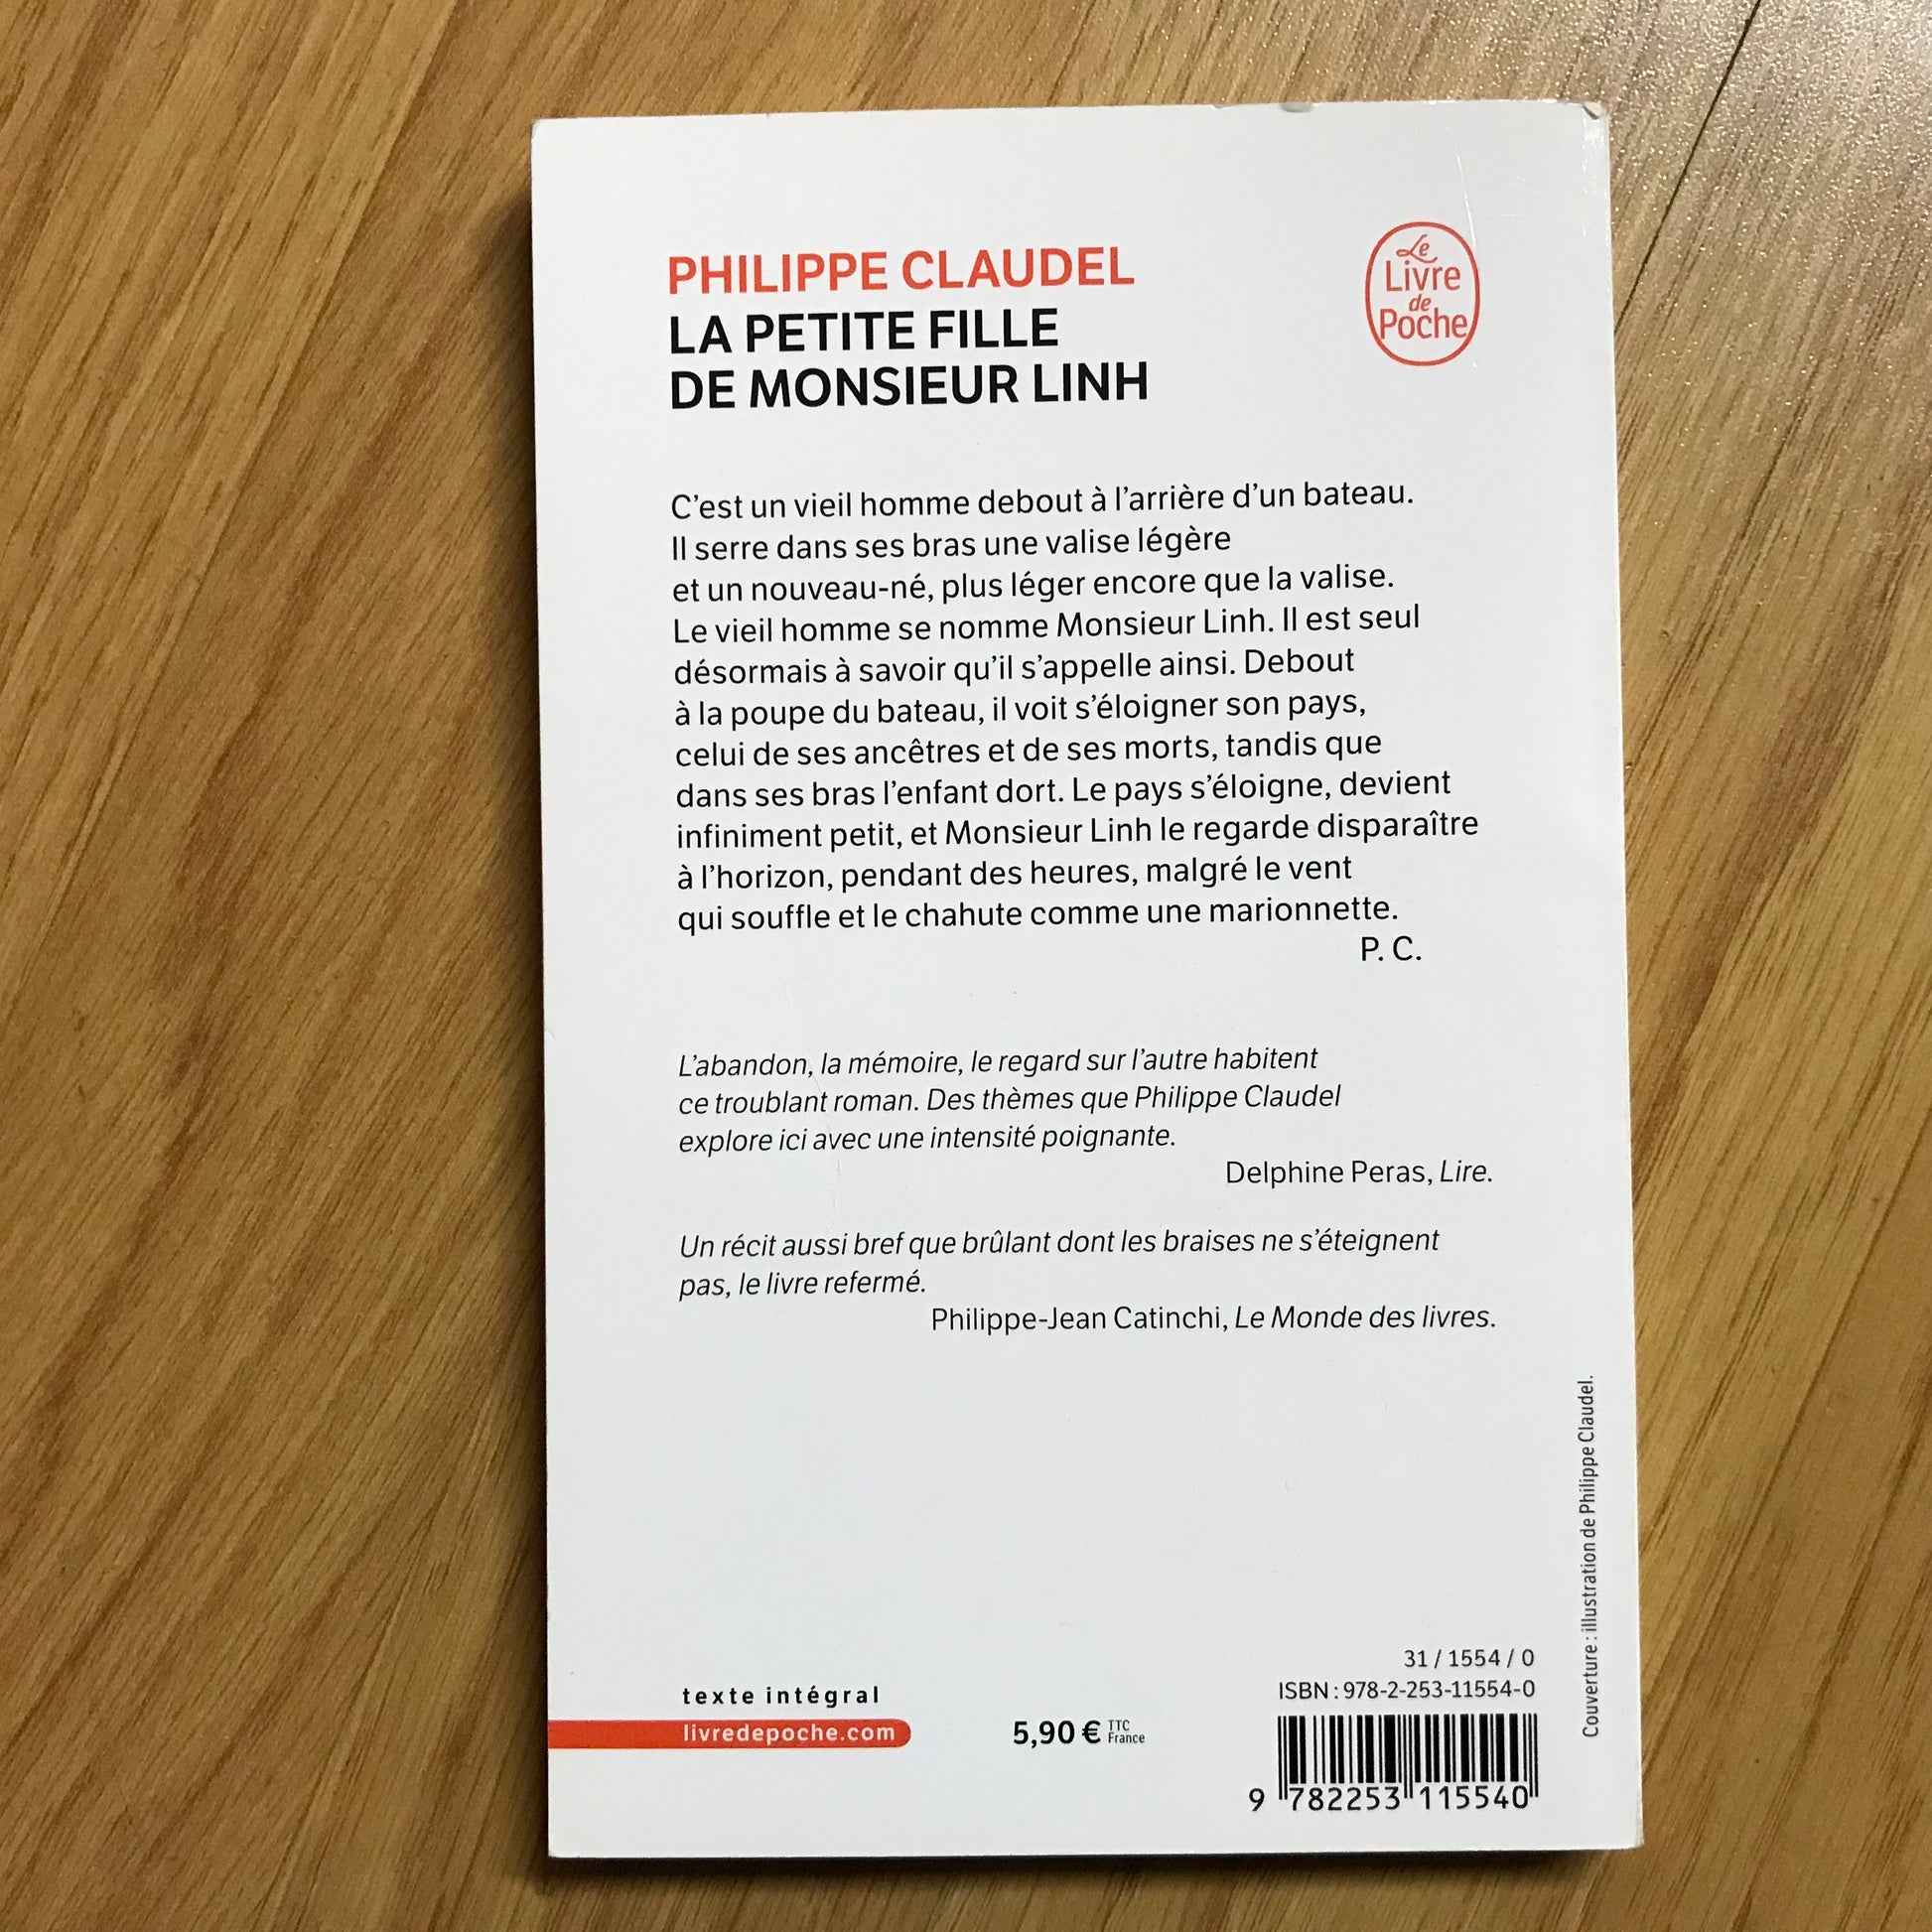 PHILIPPE CLAUDEL
LA PETITE FILLE
DE MONSIEUR LINH
Le
Livre
de
Poche
C’est un vieil homme debout à l’arrière d’un bateau.
Il serre dans ses bras une valise légère
et un nouveau-né, plus léger encore que la valise.
Le vieil homme se nomme Monsieur Linh. Il est seul
désormais à savoir qu’il s’appelle ainsi. Debout
à la poupe du bateau, il voit s’éloigner son pays,
celui de ses ancêtres et de ses morts, tandis que
dans ses bras l’enfant dort. Le pays s’éloigne, devient
infiniment petit, et Monsieur Linh le regarde disparaître
à l’horizon, pendant des heures, malgré le vent
qui souffle et le chahute comme une marionnette.
P. C.
L’abandon, la mémoire, le regard sur l’autre habitent
ce troublant roman. Des thèmes que Philippe Claudel
explore ici avec une intensité poignante.
Delphine Peras, Lire.
Un récit aussi bref que brûlant dont les braises ne s’éteignent
pas, le livre refermé.
Philippe-Jean Catinchi, Le Monde des livres.
Couverture : illustration de Philippe Claudel.
texte intégral
livredepoche.com
5,90 € TTC
France
31 / 1554 / 0
ISBN : 978-2-253-11554-0
9 782253 115540